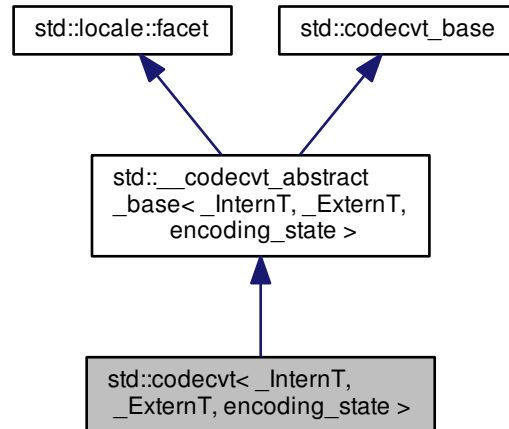 std::locale::facet
std::codecvt_base
std::__codecvt_abstract
_base< _InternT, _ExternT,
encoding_state >
std::codecvt< _InternT,
_ExternT, encoding_state >